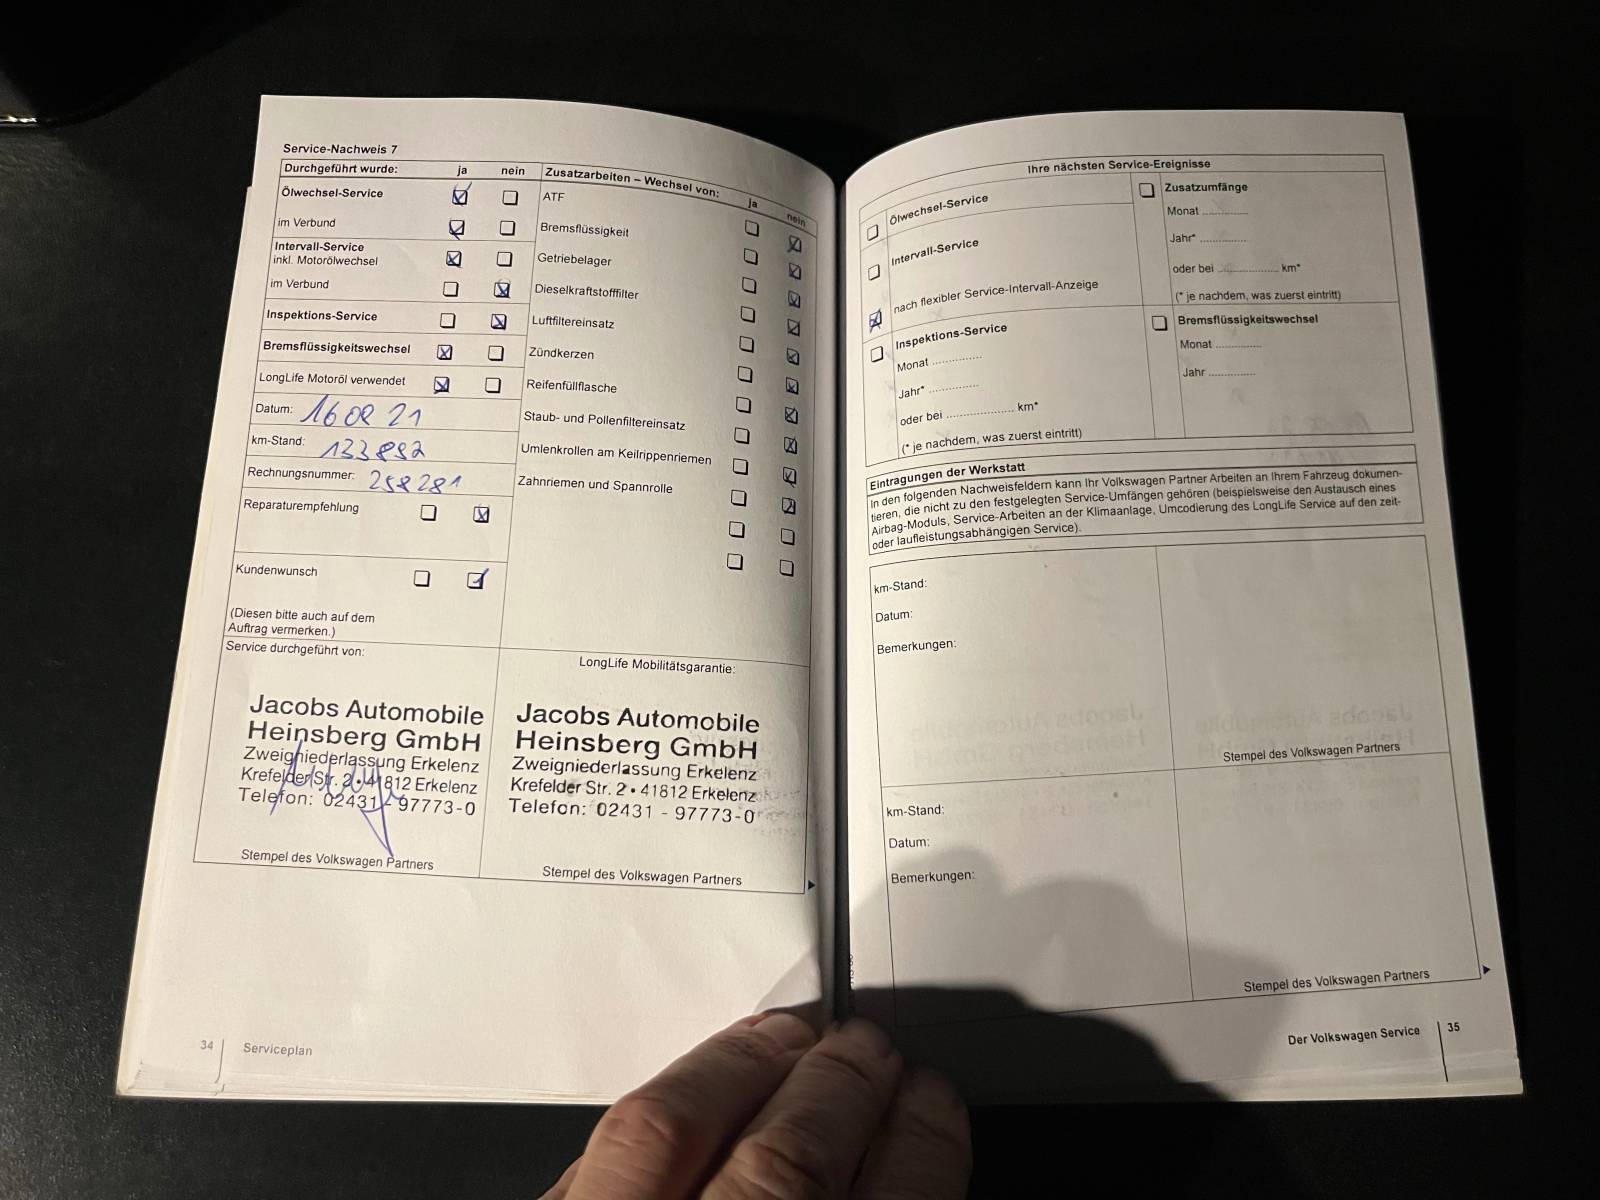 Service-Nachweis 7
Durchgeführt wurde: ja nein
Ölwechsel-Service
im Verbund
Intervall-Service
inkl. Motorölwechsel
im Verbund
Inspektions-Service
Bremsflüssigkeitswechsel
LongLife Motoröl verwendet
Datum: 16 08 21
km-Stand: 133892
Rechnungsnummer: 258281
Reparaturempfehlung
Kundenwunsch
(Diesen bitte auch auf dem
Auftrag vermerken.)
Zusatzarbeiten – Wechsel von: ja nein
ATF
Bremsflüssigkeit
Getriebelager
Dieselkraftstofffilter
Luftfiltereinsatz
Zündkerzen
Reifenfüllflasche
Staub- und Pollenfiltereinsatz
Umlenkrollen am Keilrippenriemen
Zahnriemen und Spannrolle
Service durchgeführt von:
Jacobs Automobile
Heinsberg GmbH
Zweigniederlassung Erkelenz
Krefelder Str. 2 • 41812 Erkelenz
Telefon: 02431 - 97773-0
Stempel des Volkswagen Partners
LongLife Mobilitätsgarantie:
Jacobs Automobile
Heinsberg GmbH
Zweigniederlassung Erkelenz
Krefelder Str. 2 • 41812 Erkelenz
Telefon: 02431 - 97773-0
Stempel des Volkswagen Partners
34 Serviceplan
Ihre nächsten Service-Ereignisse
Ölwechsel-Service
Intervall-Service
nach flexibler Service-Intervall-Anzeige
Inspektions-Service
Monat ...............
Jahr* ...............
oder bei .................... km*
(* je nachdem, was zuerst eintritt)
Zusatzumfänge
Monat ..............
Jahr* ..............
oder bei .................. km*
(* je nachdem, was zuerst eintritt)
Bremsflüssigkeitswechsel
Monat ..............
Jahr ..............
Eintragungen der Werkstatt
In den folgenden Nachweisfeldern kann Ihr Volkswagen Partner Arbeiten an Ihrem Fahrzeug dokumen-
tieren, die nicht zu den festgelegten Service-Umfängen gehören (beispielsweise den Austausch eines
Airbag-Moduls, Service-Arbeiten an der Klimaanlage, Umcodierung des LongLife Service auf den zeit-
oder laufleistungsabhängigen Service).
km-Stand:
Datum:
Bemerkungen:
Stempel des Volkswagen Partners
km-Stand:
Datum:
Bemerkungen:
Stempel des Volkswagen Partners
Der Volkswagen Service 35